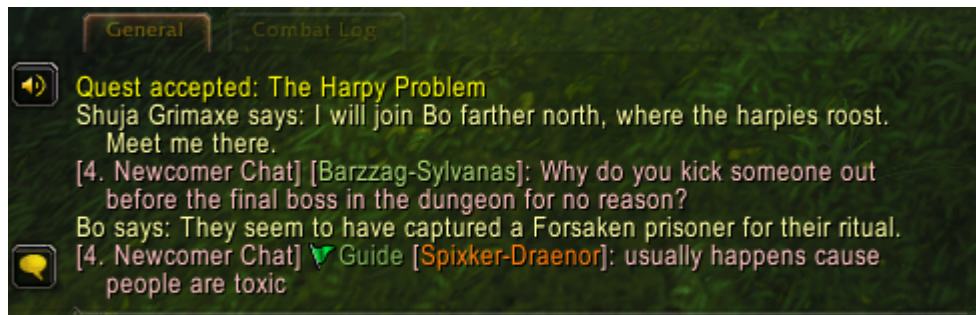 General
Combat Log
Quest accepted: The Harpy Problem
Shuja Grimaxe says: I will join Bo farther north, where the harpies roost.
Meet me there.
[4. Newcomer Chat] [Barzzag-Sylvanas]: Why do you kick someone out
before the final boss in the dungeon for no reason?
Bo says: They seem to have captured a Forsaken prisoner for their ritual.
[4. Newcomer Chat] Guide [Spixker-Draenor]: usually happens cause
people are toxic